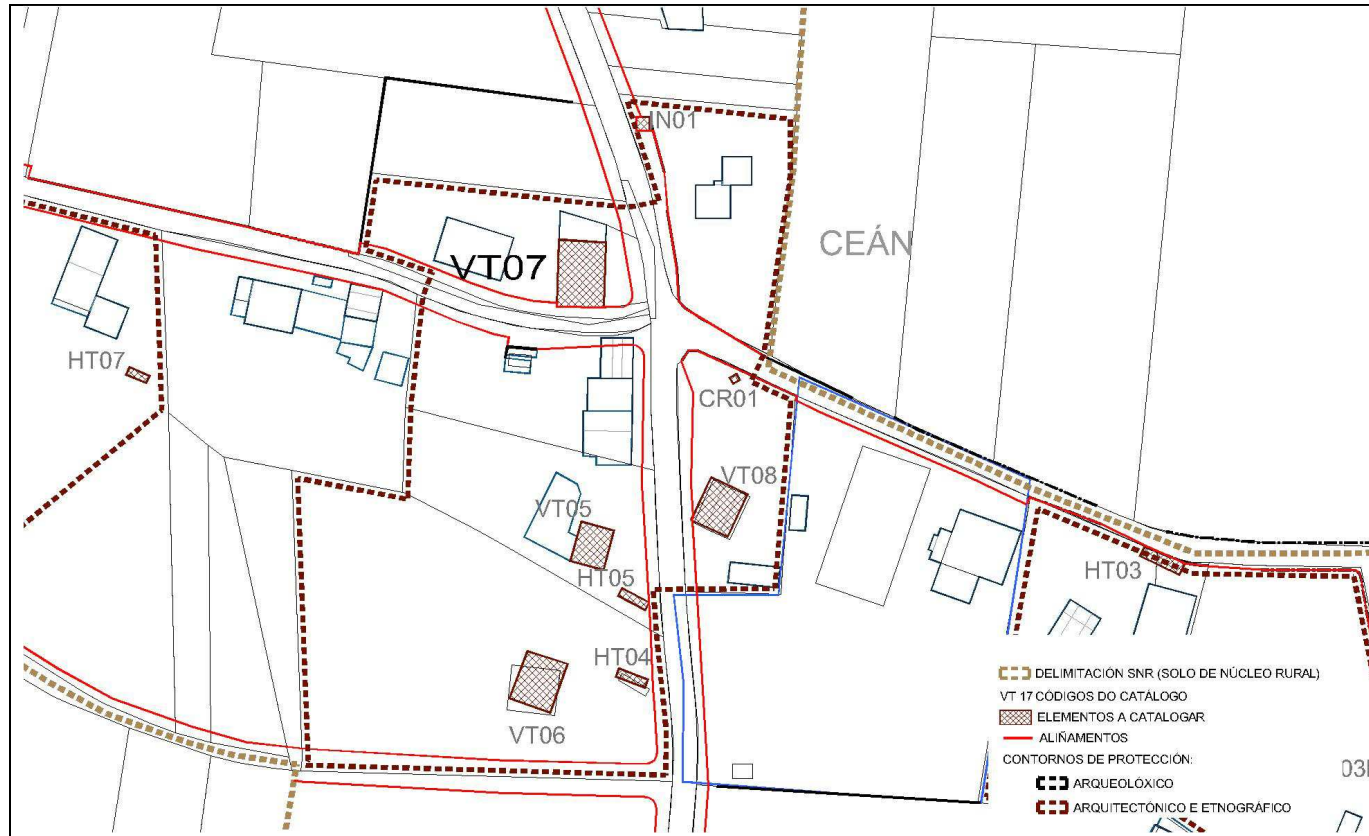 IN01
CEÁN
VT07
HT07
CR01
VT08
VT05
HT05
HT03
HT04
VT06
DELIMITACIÓN SNR (SOLO DE NÚCLEO RURAL)
VT 17 CÓDIGOS DO CATÁLOGO
ELEMENTOS A CATALOGAR
ALIÑAMENTOS
CONTORNOS DE PROTECCIÓN:
ARQUEOLÓXICO
ARQUITECTÓNICO E ETNOGRÁFICO